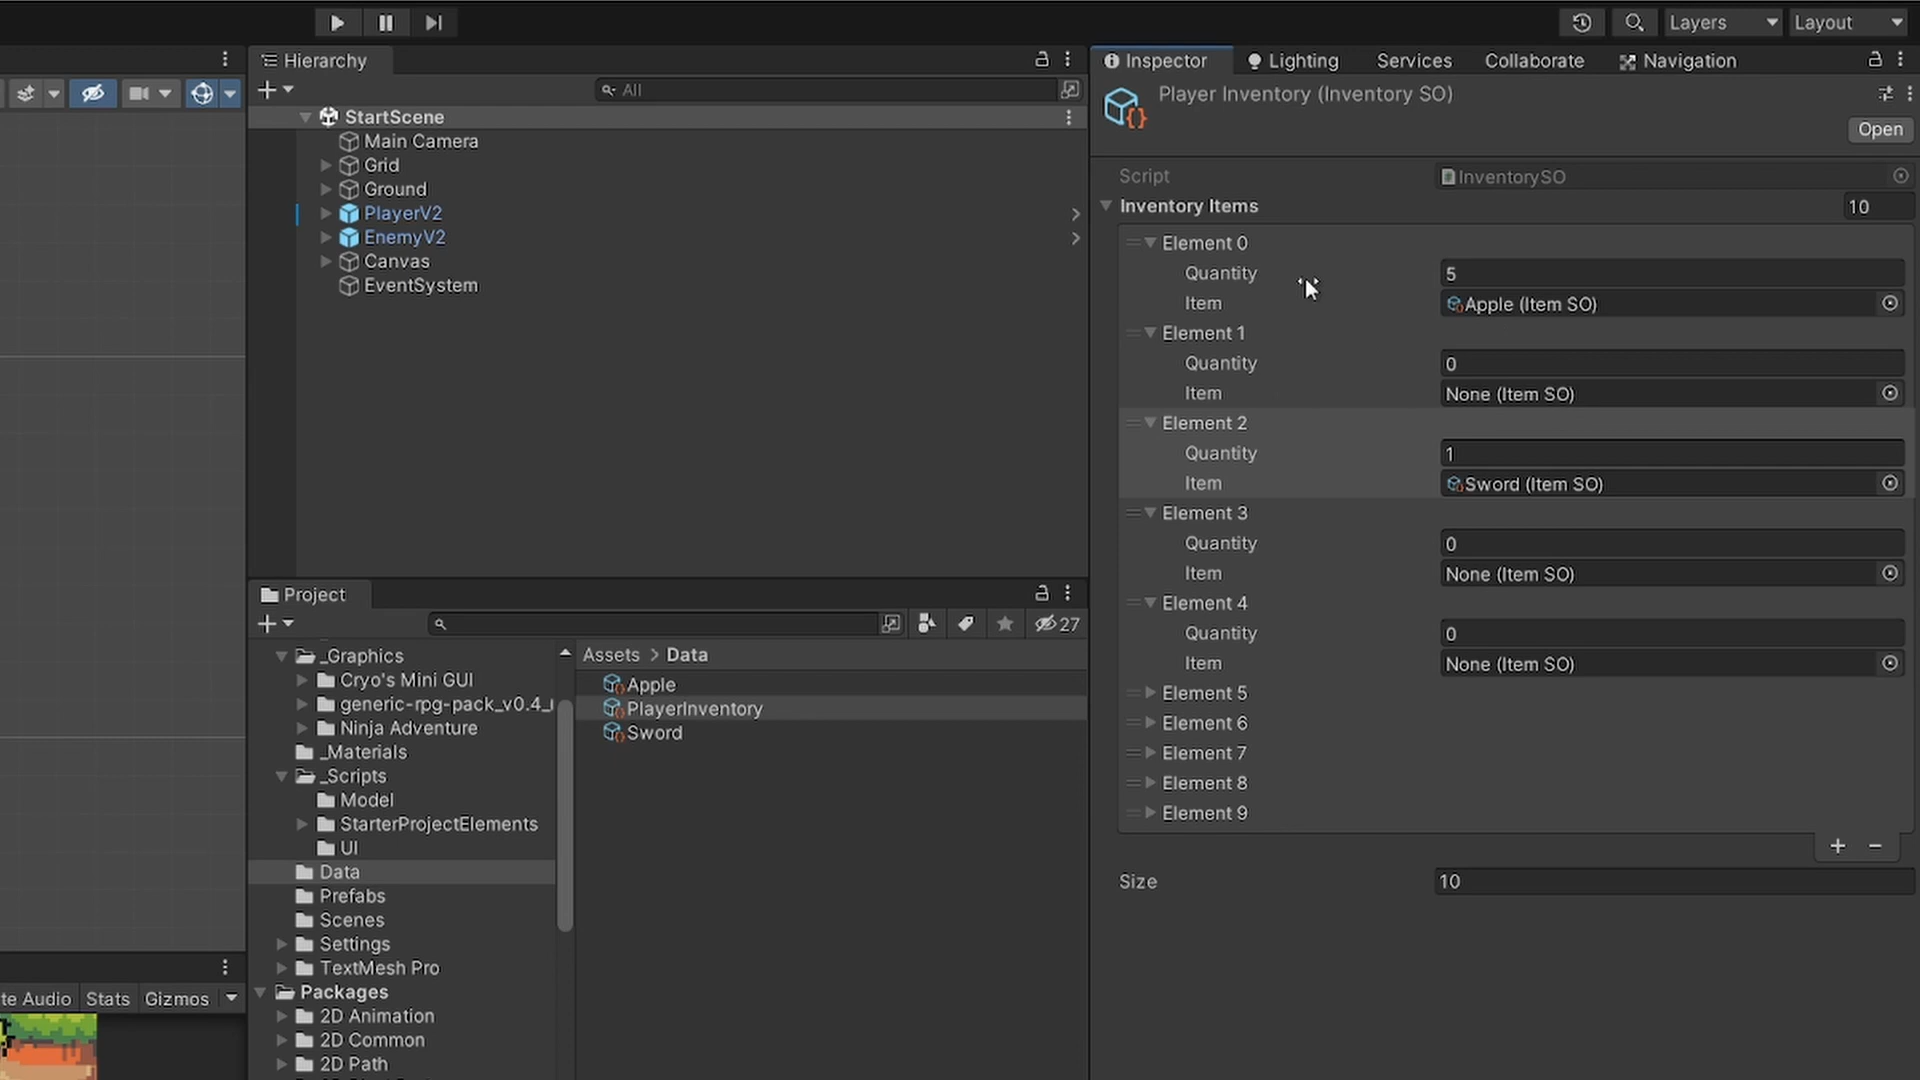 Layers
Layout
Hierarchy
All
StartScene
Main Camera
Grid
Ground
PlayerV2
EnemyV2
Canvas
EventSystem
Project
27
_Graphics
Cryo's Mini GUI
generic-rpg-pack_v0.4_
Ninja Adventure
_Materials
_Scripts
Model
StarterProjectElements
UI
Data
Prefabs
Scenes
Settings
TextMesh Pro
Packages
2D Animation
2D Common
2D Path
Assets > Data
Apple
PlayerInventory
Sword
te Audio Stats Gizmos
Inspector Lighting Services Collaborate Navigation
Player Inventory (Inventory SO)
Open
Script InventorySO
Inventory Items 10
Element 0
Quantity 5
Item Apple (Item SO)
Element 1
Quantity 0
Item None (Item SO)
Element 2
Quantity 1
Item Sword (Item SO)
Element 3
Quantity 0
Item None (Item SO)
Element 4
Quantity 0
Item None (Item SO)
Element 5
Element 6
Element 7
Element 8
Element 9
Size 10